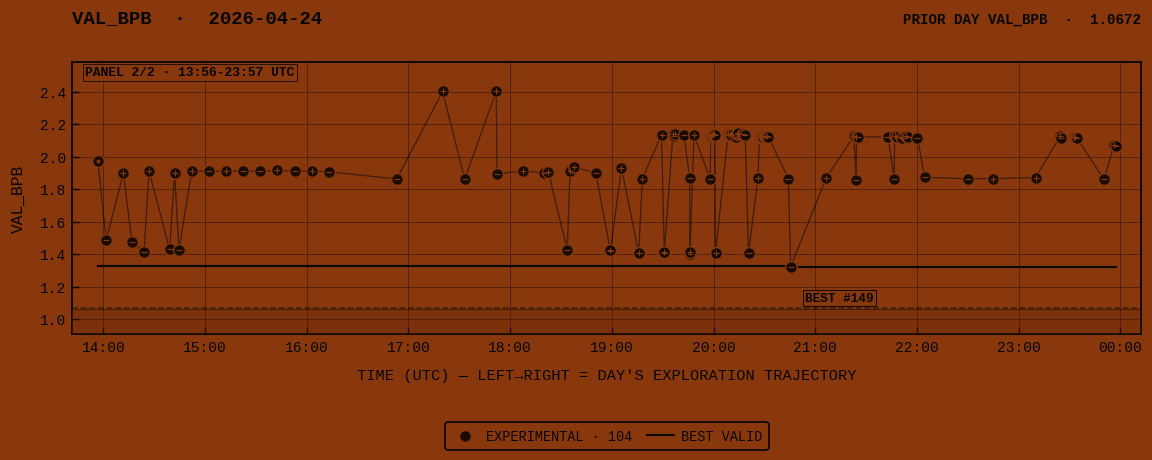 VAL_BPB · 2026-04-24
PRIOR DAY VAL_BPB · 1.0672
PANEL 2/2 · 13:56-23:57 UTC
VAL_BPB
2.4
2.2
2.0
1.8
1.6
1.4
1.2
1.0
BEST #149
14:00 15:00 16:00 17:00 18:00 19:00 20:00 21:00 22:00 23:00 00:00
TIME (UTC) — LEFT→RIGHT = DAY'S EXPLORATION TRAJECTORY
EXPERIMENTAL · 104 BEST VALID